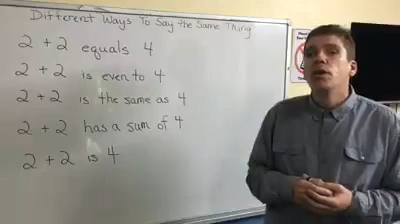 Different Ways To Say the Same Thing
2 + 2 equals 4
2 + 2 is even to 4
2 + 2 is the same as 4
2 + 2 has a sum of 4
2 + 2 is 4